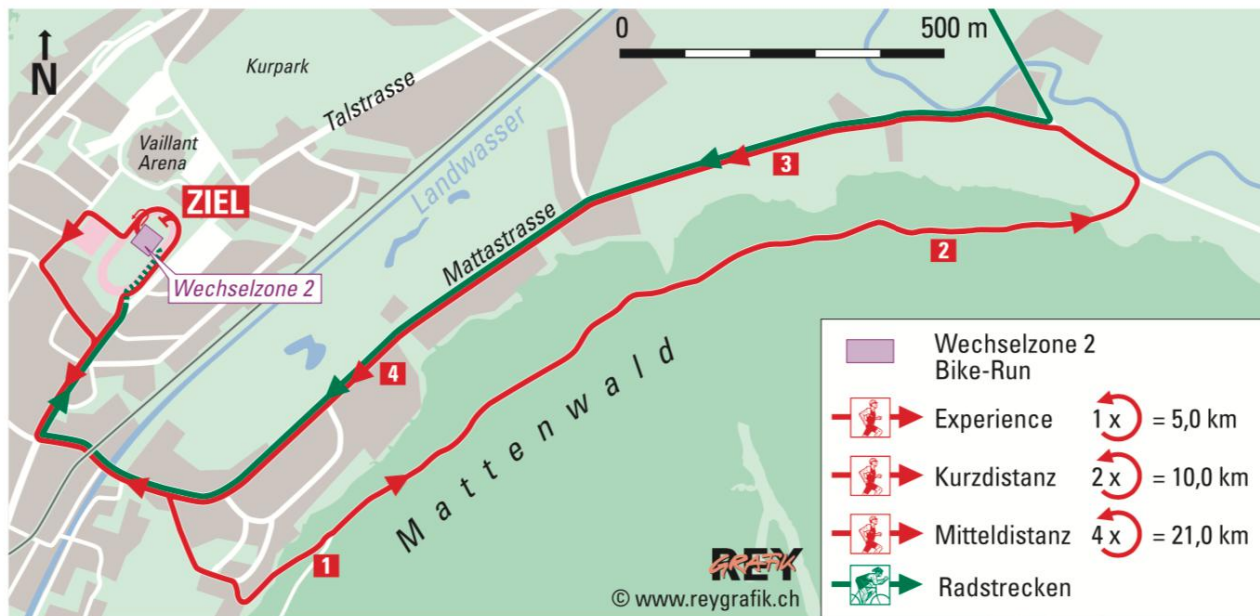 N
Kurpark
Talstrasse
0 500 m
Vaillant
Arena
Landwasser
ZIEL
3
Mattastrasse
2
Wechselzone 2
4
Mattenwald
1
Wechselzone 2
Bike-Run
Experience 1 x = 5,0 km
Kurzdistanz 2 x = 10,0 km
Mitteldistanz 4 x = 21,0 km
Radstrecken
REY
GRAFIK
© www.reygrafik.ch